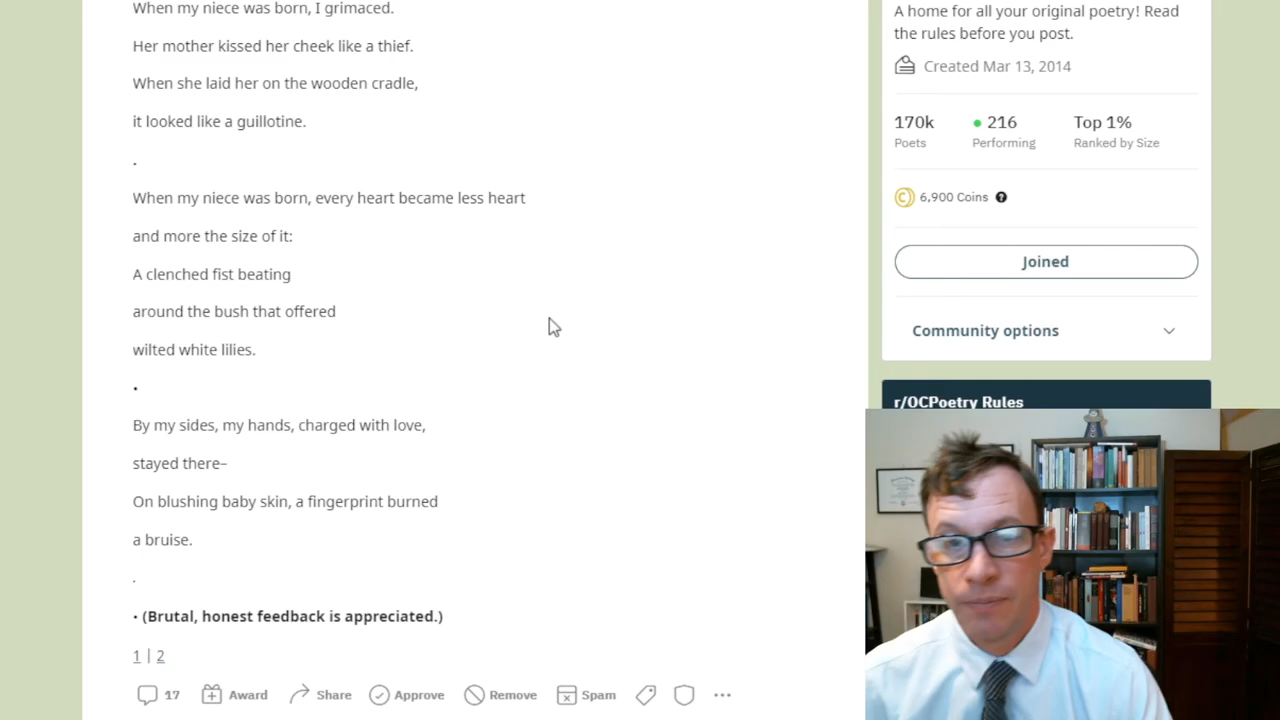 When my niece was born, I grimaced.
Her mother kissed her cheek like a thief.
When she laid her on the wooden cradle,
it looked like a guillotine.
.
When my niece was born, every heart became less heart
and more the size of it:
A clenched fist beating
around the bush that offered
wilted white lilies.
•
By my sides, my hands, charged with love,
stayed there–
On blushing baby skin, a fingerprint burned
a bruise.
.
• (Brutal, honest feedback is appreciated.)
1 | 2
17 Award Share Approve Remove Spam
A home for all your original poetry! Read
the rules before you post.
Created Mar 13, 2014
170k 216 Top 1%
Poets Performing Ranked by Size
6,900 Coins
Joined
Community options
r/OCPoetry Rules